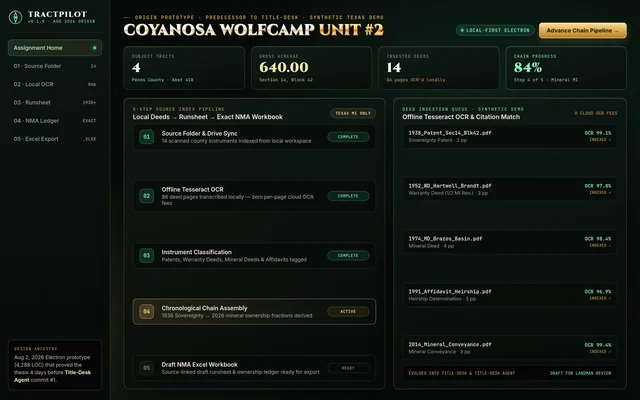 TRACTPILOT
v0.1.0 · AUG 2026 ORIGIN
Assignment Home
01 · Source Folder
14
02 · Local OCR
86p
03 · Runsheet
1938+
04 · NMA Ledger
EXACT
05 · Excel Export
.XLSX
DESIGN ANCESTRY
Aug 2, 2026 Electron prototype
(4,286 LOC) that proved the
thesis 4 days before Title-Desk
Agent commit #1.
ORIGIN PROTOTYPE · PREDECESSOR TO TITLE-DESK · SYNTHETIC TEXAS DEMO
COYANOSA WOLFCAMP UNIT #2
LOCAL-FIRST ELECTRON
Advance Chain Pipeline →
SUBJECT TRACTS
4
Pecos County · Abst 418
GROSS ACREAGE
640.00
Section 14, Block 42
INGESTED DEEDS
14
86 pages OCR'd locally
CHAIN PROGRESS
84%
Step 4 of 5 · Mineral MI
5-STEP SOURCE INDEX PIPELINE
Local Deeds → Runsheet → Exact NMA Workbook
TEXAS MI ONLY
01
Source Folder & Drive Sync
14 scanned county instruments indexed from local workspace
COMPLETE
02
Offline Tesseract OCR
86 deed pages transcribed locally — zero per-page cloud OCR
fees
COMPLETE
03
Instrument Classification
Patents, Warranty Deeds, Mineral Deeds & Affidavits tagged
COMPLETE
04
Chronological Chain Assembly
1938 Sovereignty → 2026 mineral ownership fractions derived
ACTIVE
05
Draft NMA Excel Workbook
Source-linked draft runsheet & ownership ledger ready for export
READY
DEED INGESTION QUEUE · SYNTHETIC DEMO
Offline Tesseract OCR & Citation Match
0 CLOUD OCR FEES
1938_Patent_Sec14_Blk42.pdf
Sovereignty Patent · 2 pp
OCR 99.1%
INDEXED ✓
1952_WD_Hartwell_Brandt.pdf
Warranty Deed (1/2 MI Res.) · 3 pp
OCR 97.8%
INDEXED ✓
1974_MD_Brazos_Basin.pdf
Mineral Deed · 4 pp
OCR 98.4%
INDEXED ✓
1991_Affidavit_Heirship.pdf
Heirship Determination · 5 pp
OCR 96.9%
INDEXED ✓
2014_Mineral_Conveyance.pdf
Mineral Conveyance · 3 pp
OCR 99.4%
INDEXED ✓
EVOLVED INTO TITLE-DESK & TITLE-DESK AGENT
DRAFT FOR LANDMAN REVIEW